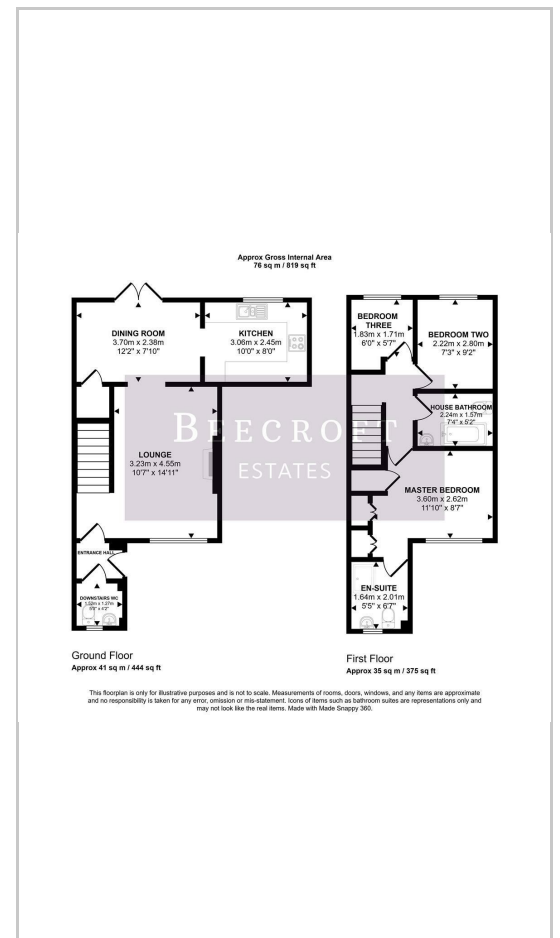 Approx Gross Internal Area
76 sq m / 819 sq ft
DINING ROOM
3.70m x 2.38m
12'2" x 7'10"
KITCHEN
3.06m x 2.45m
10'0" x 8'0"
LOUNGE
3.23m x 4.55m
10'7" x 14'11"
ENTRANCE HALL
DOWNSTAIRS WC
1.52m x 1.27m
Ground Floor
Approx 41 sq m / 444 sq ft
BEDROOM
THREE
1.83m x 1.71m
6'0" x 5'7"
BEDROOM TWO
2.22m x 2.80m
7'3" x 9'2"
HOUSE BATHROOM
2.24m x 1.57m
7'4" x 5'2"
MASTER BEDROOM
3.60m x 2.62m
11'10" x 8'7"
EN-SUITE
1.64m x 2.01m
5'5" x 6'7"
First Floor
Approx 35 sq m / 375 sq ft
BEECROFT
ESTATES
This floorplan is only for illustrative purposes and is not to scale. Measurements of rooms, doors, windows, and any items are approximate
and no responsibility is taken for any error, omission or mis-statement. Icons of items such as bathroom suites are representations only and
may not look like the real items. Made with Made Snappy 360.